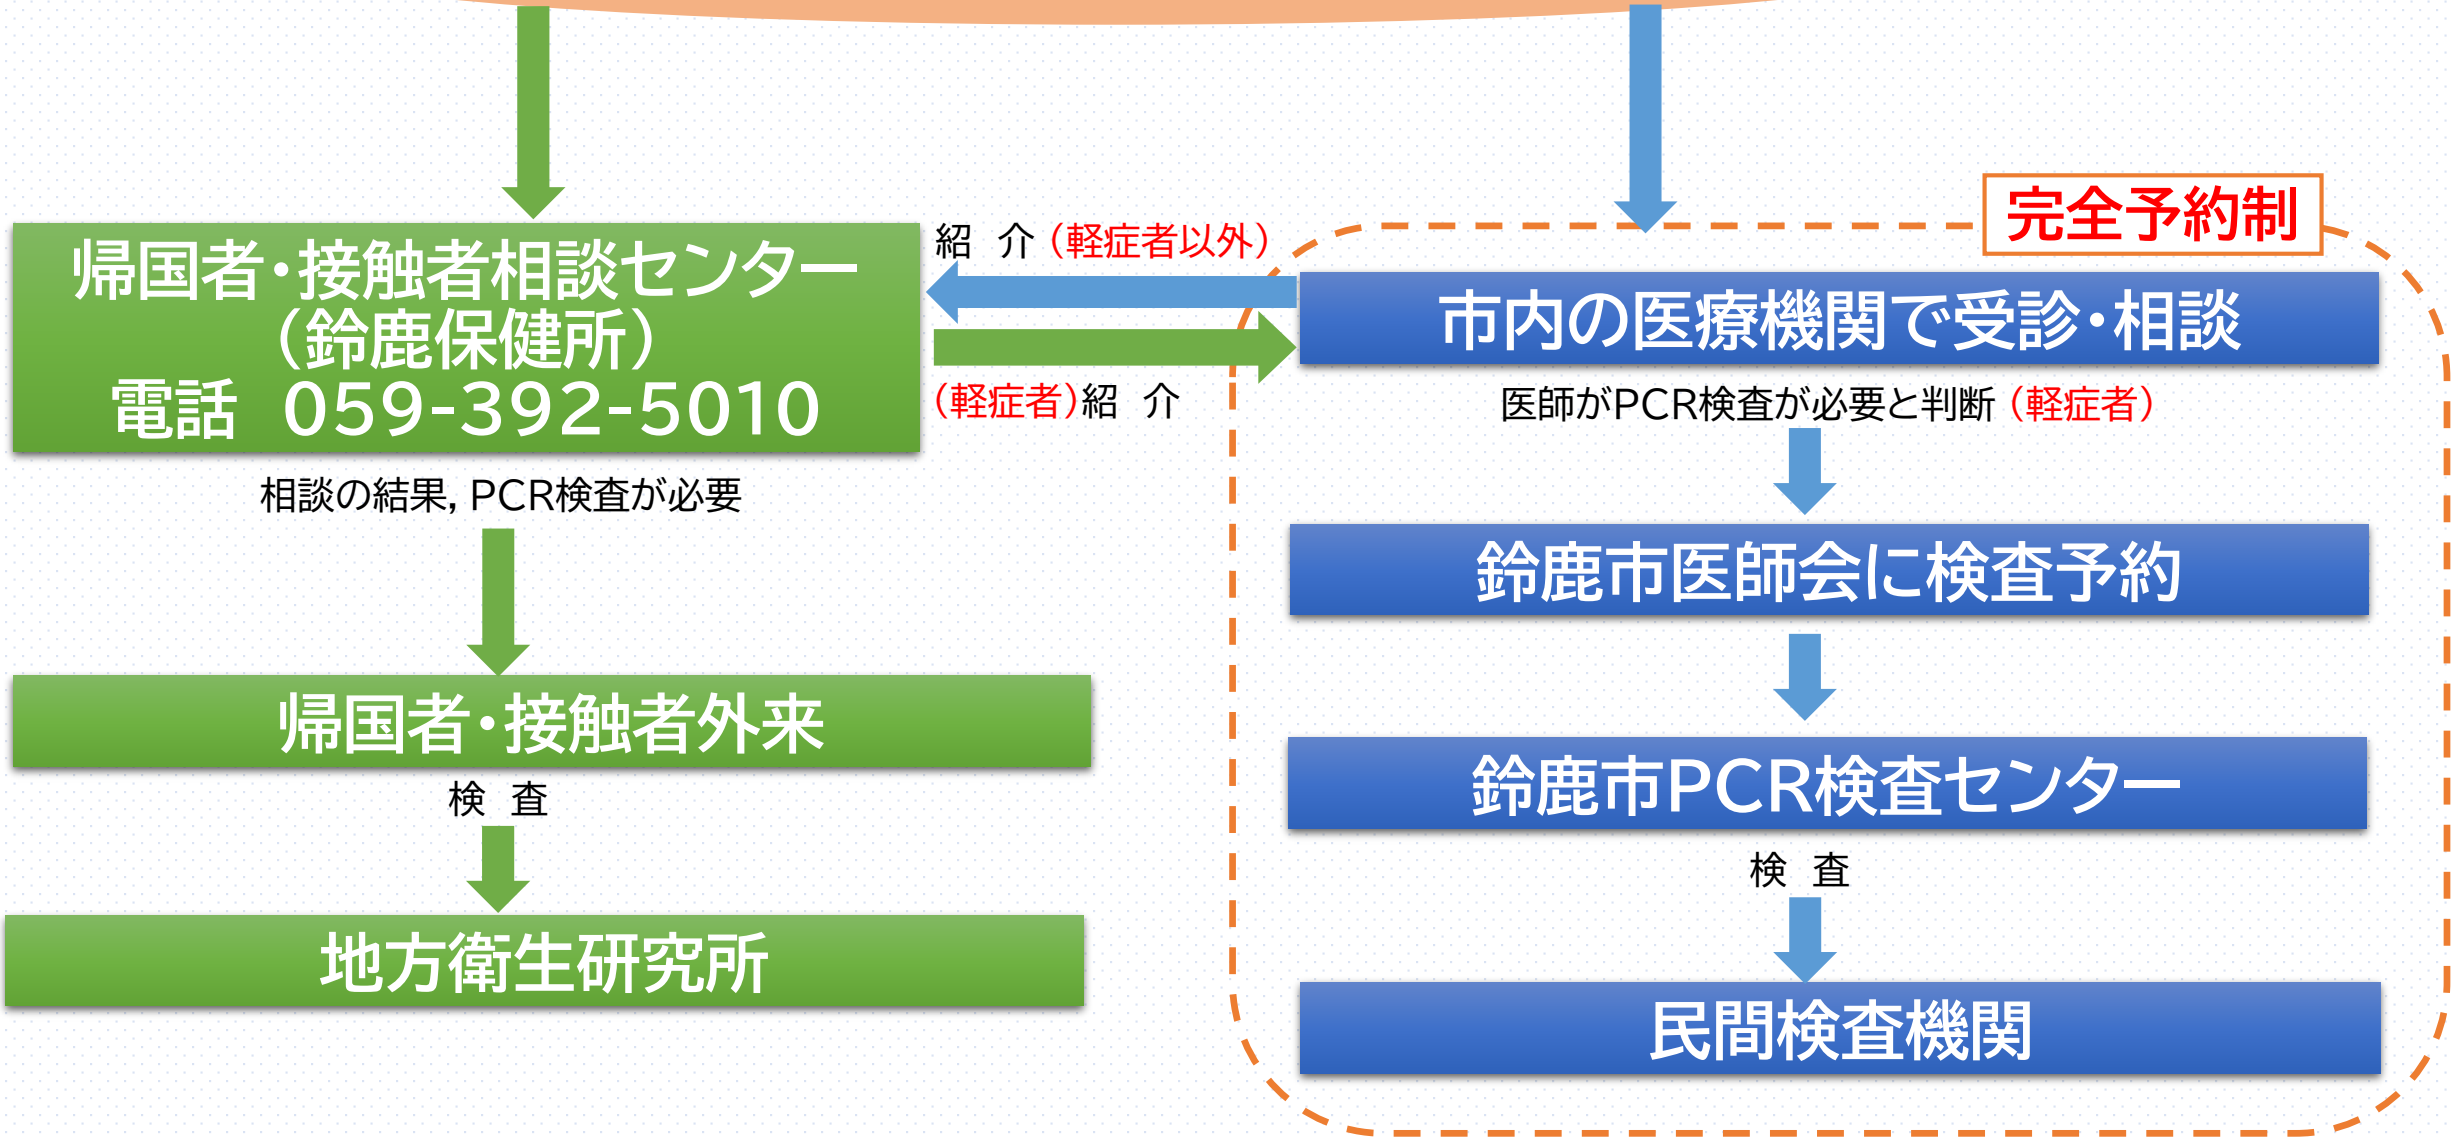 完全予約制
紹　介（軽症者以外）
帰国者・接触者相談センター
（鈴鹿保健所）
電話　059-392-5010
（軽症者）紹　介
市内の医療機関で受診・相談
医師がPCR検査が必要と判断（軽症者）
相談の結果，PCR検査が必要
鈴鹿市医師会に検査予約
帰国者・接触者外来
鈴鹿市PCR検査センター
検　査
検　査
地方衛生研究所
民間検査機関